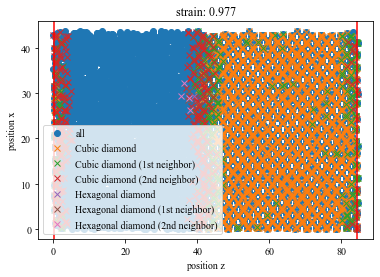 strain: 0.977
position x
40
30
20
10
0
all
Cubic diamond
Cubic diamond (1st neighbor)
Cubic diamond (2nd neighbor)
Hexagonal diamond
Hexagonal diamond (1st neighbor)
Hexagonal diamond (2nd neighbor)
0 20 40 60 80
position z